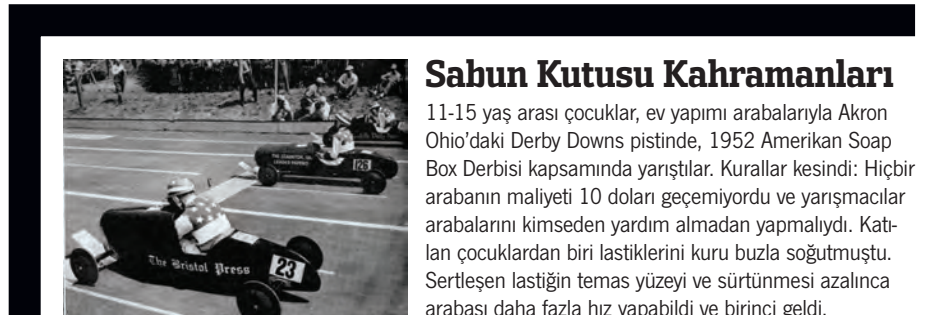 Sabun Kutusu Kahramanları
11-15 yaş arası çocuklar, ev yapımı arabalarıyla Akron
Ohio'daki Derby Downs pistinde, 1952 Amerikan Soap
Box Derbisi kapsamında yarıştılar. Kurallar kesindi: Hiçbir
arabanın maliyeti 10 doları geçemiyordu ve yarışmacılar
arabalarını kimseden yardım almadan yapmalıydı. Katı-
lan çocuklardan biri lastiklerini kuru buzla soğutmuştu.
Sertleşen lastiğin temas yüzeyi ve sürtünmesi azalınca
arabası daha fazla hız yapabildi ve birinci geldi.
126
The Bristol Press
23